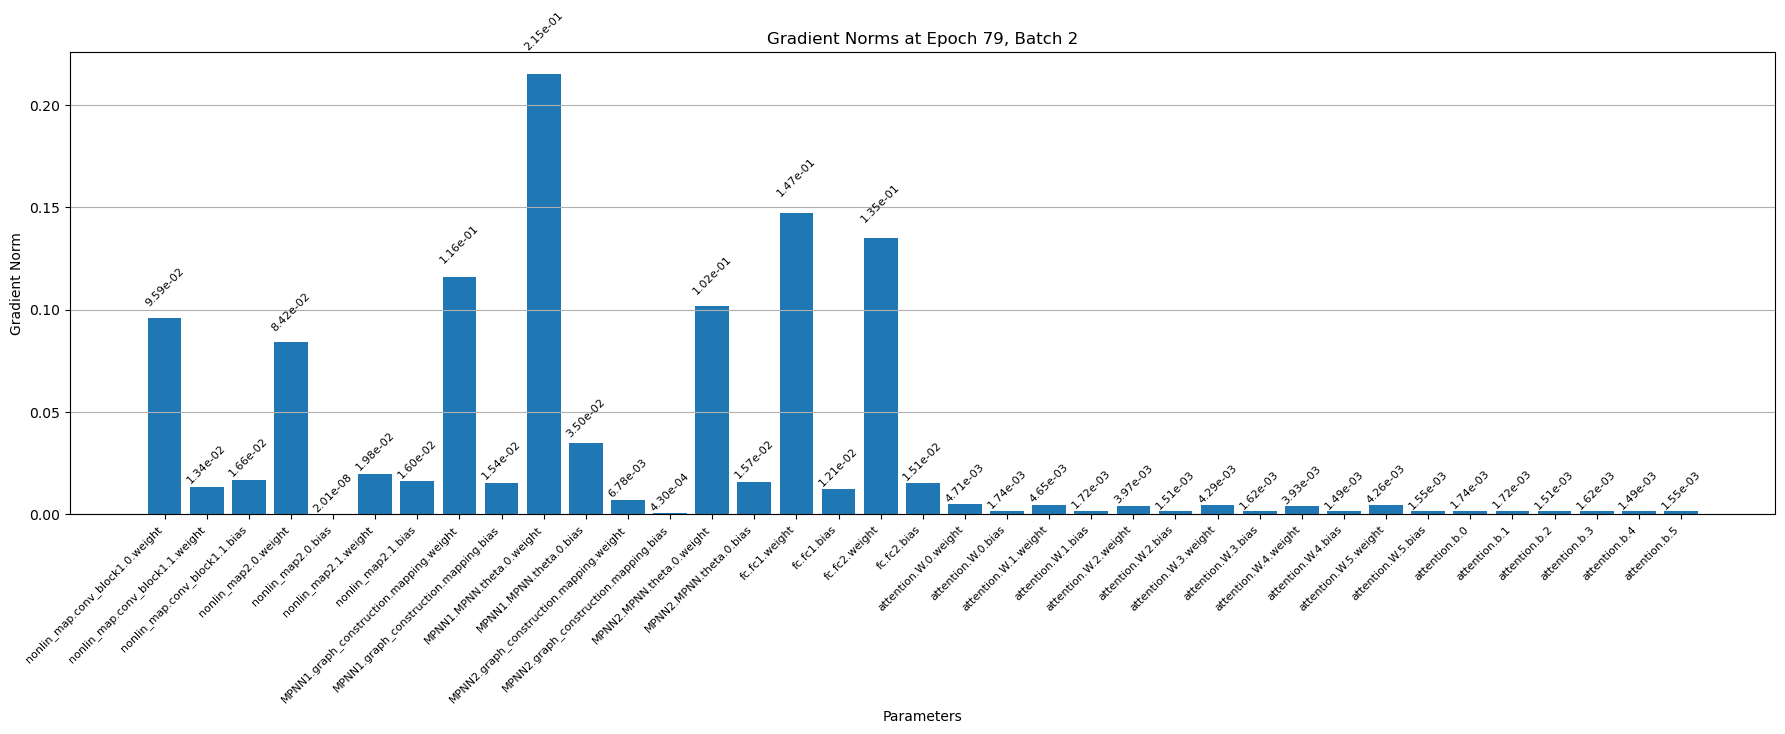 Gradient Norms at Epoch 79, Batch 2
Gradient Norm
0.20
0.15
0.10
0.05
0.00
9.59e-02
1.34e-02
1.66e-02
8.42e-02
2.01e-08
1.98e-02
1.60e-02
1.16e-01
1.54e-02
2.15e-01
3.50e-02
6.78e-03
4.30e-04
1.02e-01
1.57e-02
1.47e-01
1.21e-02
1.35e-01
1.51e-02
4.71e-03
1.74e-03
4.65e-03
1.72e-03
3.97e-03
1.51e-03
4.29e-03
1.62e-03
3.93e-03
1.49e-03
4.26e-03
1.55e-03
1.74e-03
1.72e-03
1.51e-03
1.62e-03
1.49e-03
1.55e-03
nonlin_map.conv_block1.0.weight
nonlin_map.conv_block1.1.weight
nonlin_map.conv_block1.1.bias
nonlin_map2.0.weight
nonlin_map2.0.bias
nonlin_map2.1.weight
nonlin_map2.1.bias
MPNN1.graph_construction.mapping.weight
MPNN1.graph_construction.mapping.bias
MPNN1.MPNN.theta.0.weight
MPNN1.MPNN.theta.0.bias
MPNN2.graph_construction.mapping.weight
MPNN2.graph_construction.mapping.bias
MPNN2.MPNN.theta.0.weight
MPNN2.MPNN.theta.0.bias
fc.fc1.weight
fc.fc1.bias
fc.fc2.weight
fc.fc2.bias
attention.W.0.weight
attention.W.0.bias
attention.W.1.weight
attention.W.1.bias
attention.W.2.weight
attention.W.2.bias
attention.W.3.weight
attention.W.3.bias
attention.W.4.weight
attention.W.4.bias
attention.W.5.weight
attention.W.5.bias
attention.b.0
attention.b.1
attention.b.2
attention.b.3
attention.b.4
attention.b.5
Parameters